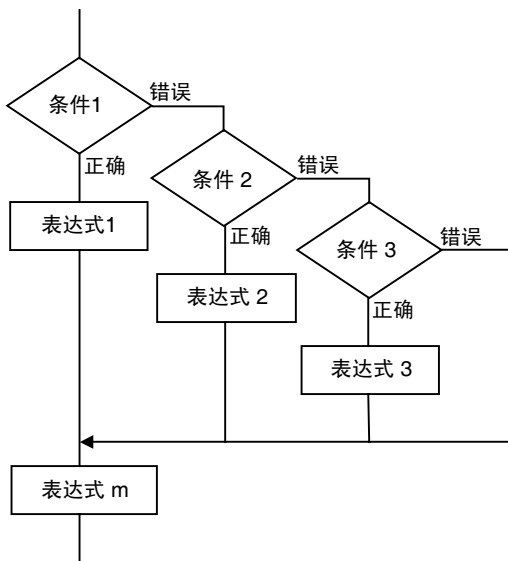 条件1
错误
正确
表达式1
条件 2
错误
正确
表达式 2
条件 3
错误
正确
表达式 3
表达式 m